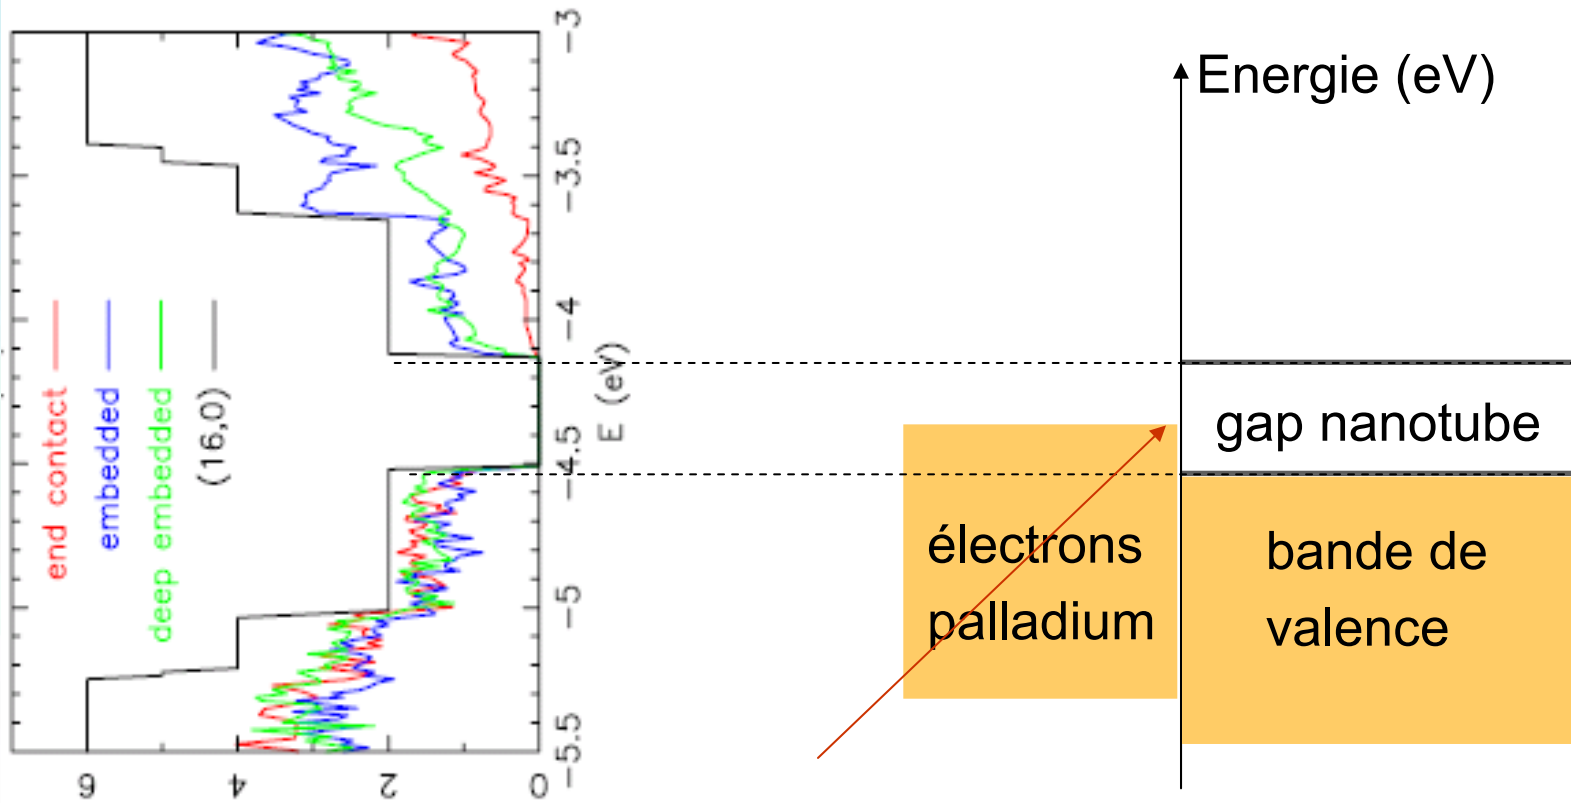 end contact
embedded
deep embedded
(16,0)
6
4
2
0
-3
-3.5
-4
-4.5
-5
-5.5
E (eV)
Energie (eV)
gap nanotube
électrons
palladium
bande de
valence